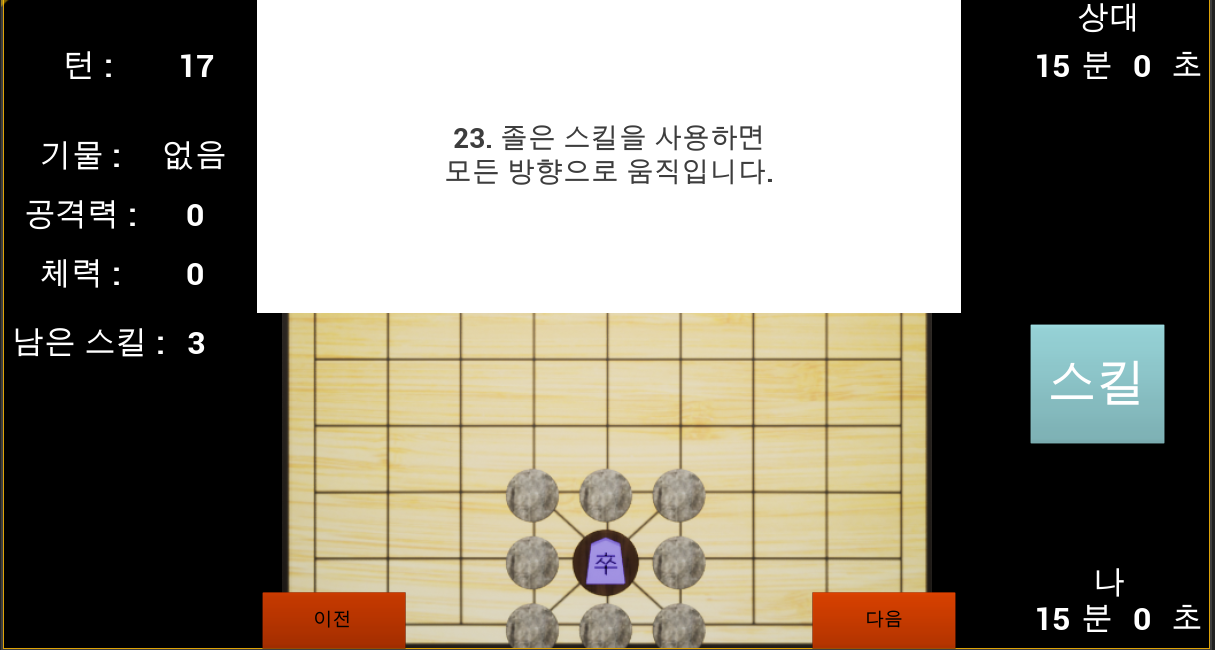 턴 : 17
기물 : 없음
공격력 : 0
체력 : 0
남은 스킬 : 3
23. 졸은 스킬을 사용하면
모든 방향으로 움직입니다.
상대
15 분 0 초
스킬
卒
이전
다음
나
15 분 0 초